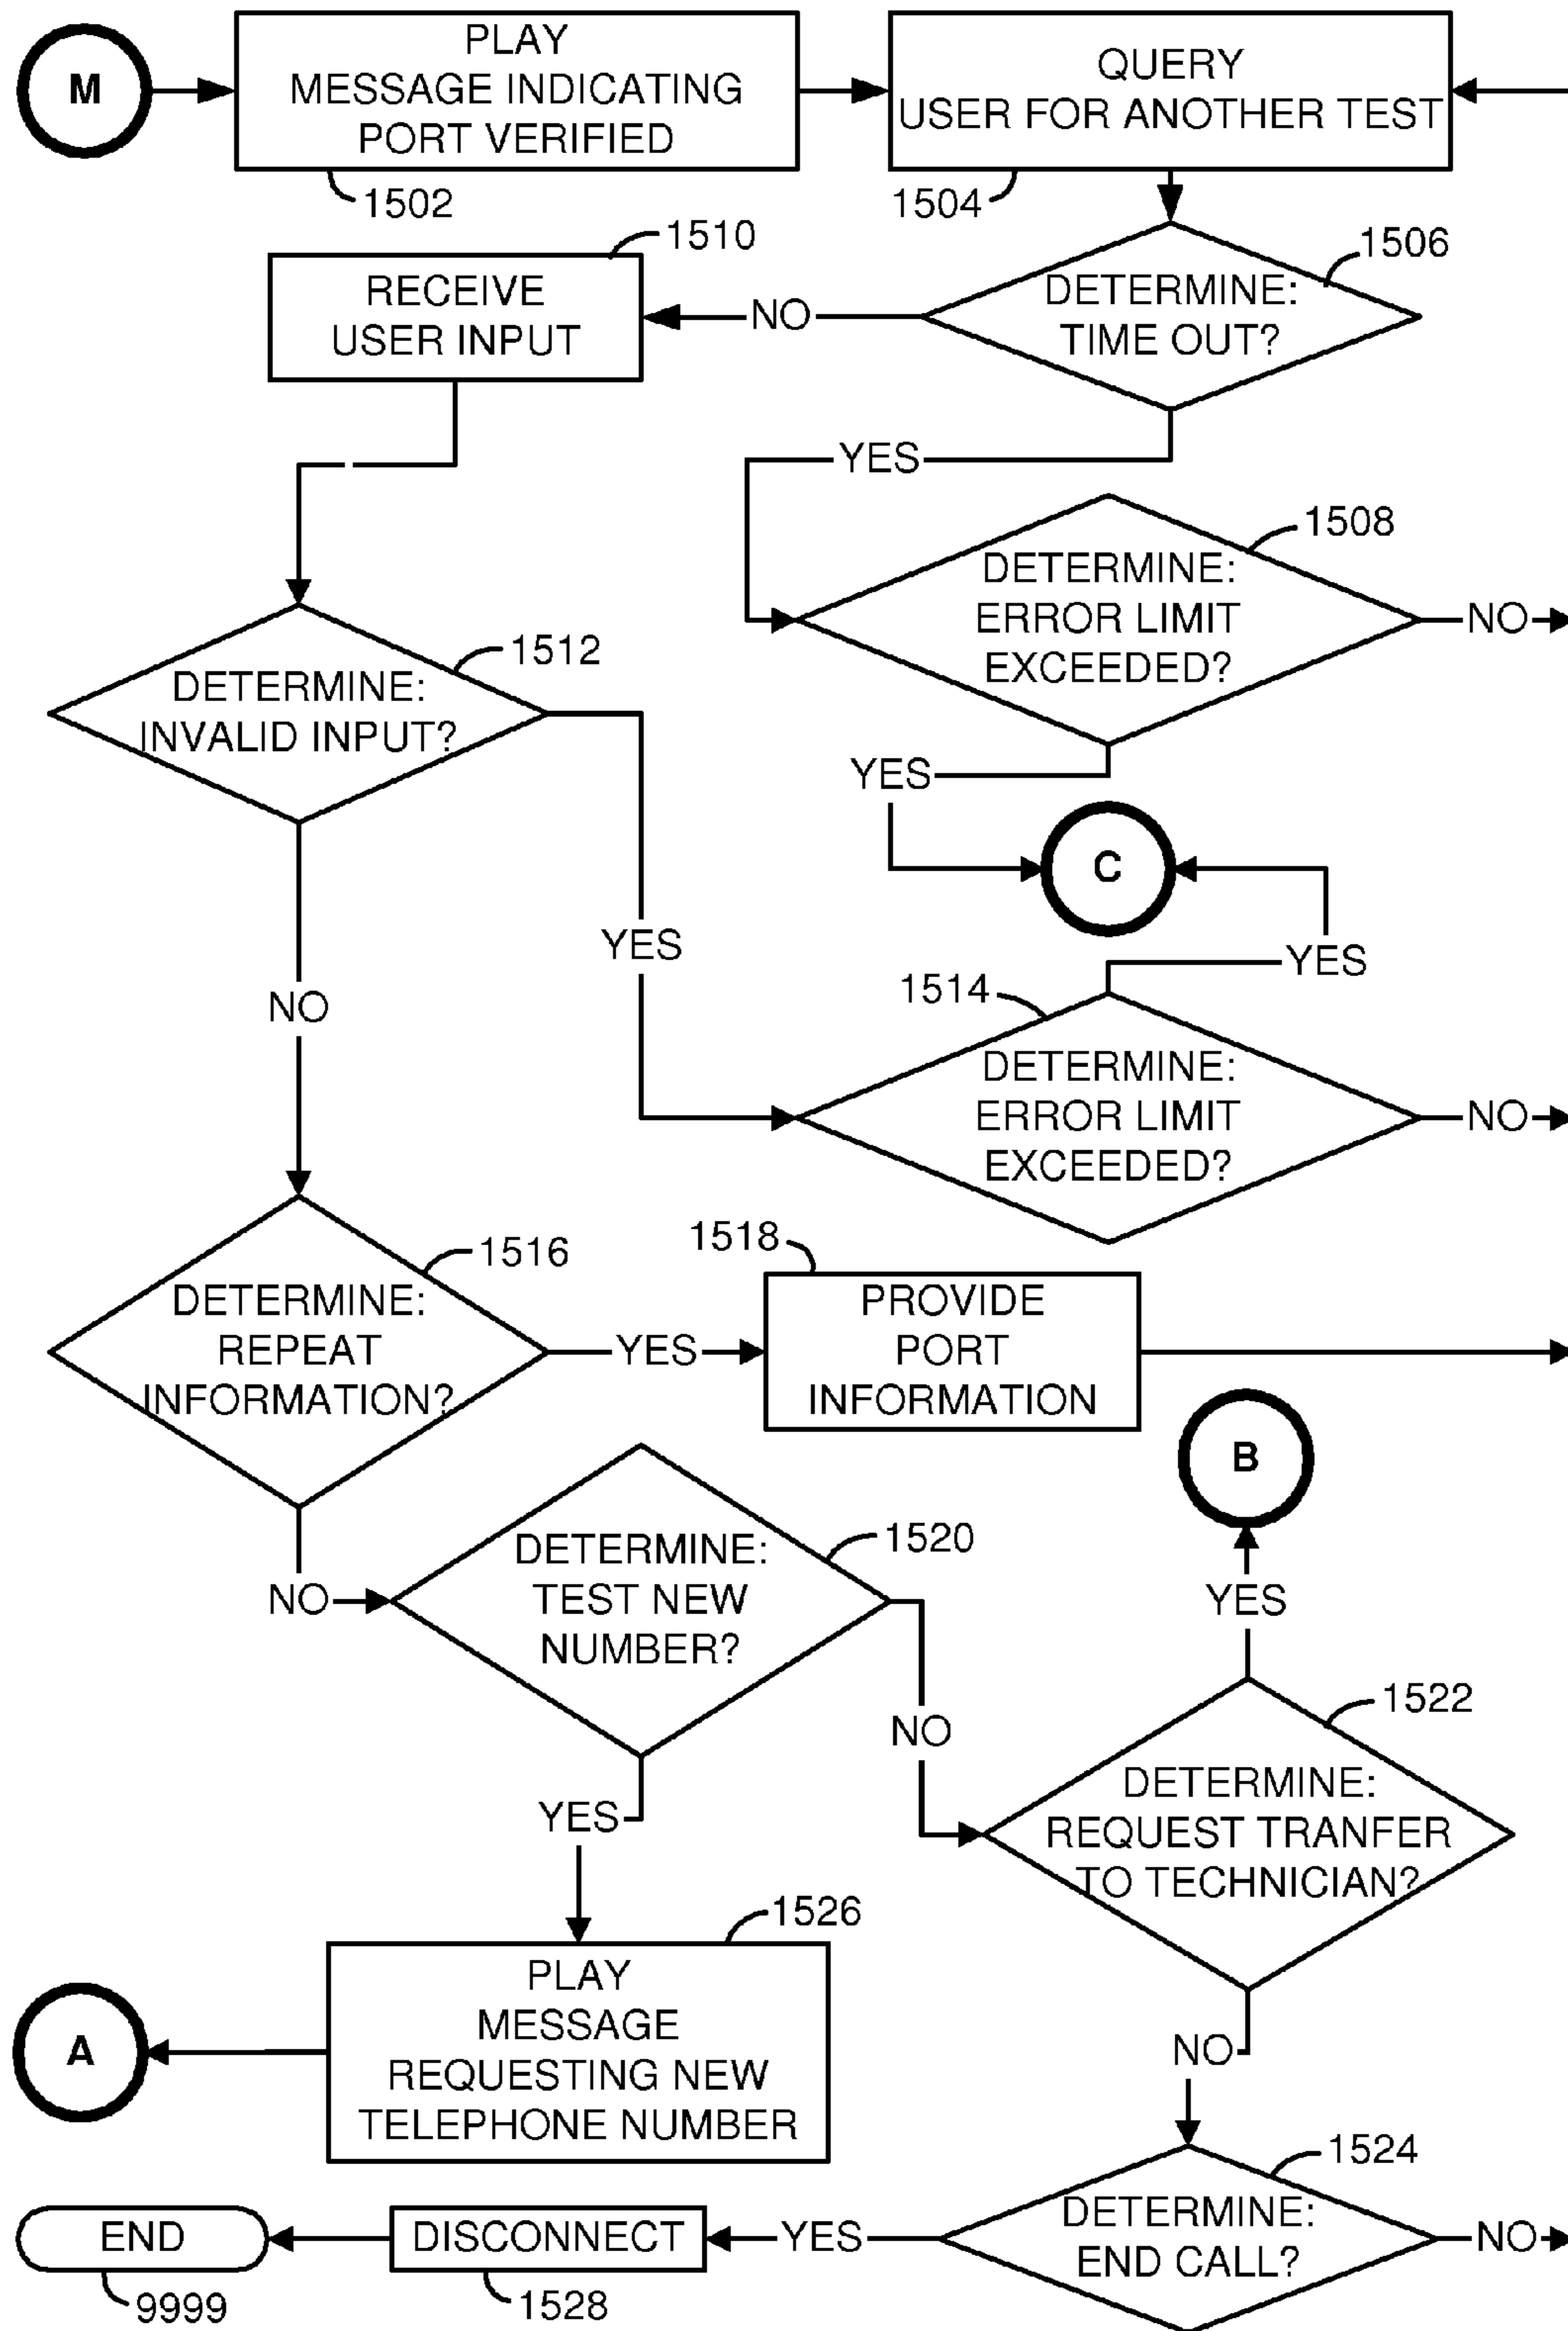 M
PLAY
MESSAGE INDICATING
PORT VERIFIED
1502
QUERY
USER FOR ANOTHER TEST
1504
1506
DETERMINE:
TIME OUT?
NO
1510
RECEIVE
USER INPUT
YES
1508
DETERMINE:
ERROR LIMIT
EXCEEDED?
NO
1512
DETERMINE:
INVALID INPUT?
YES
C
YES
YES
NO
1514
DETERMINE:
ERROR LIMIT
EXCEEDED?
NO
1516
DETERMINE:
REPEAT
INFORMATION?
YES
1518
PROVIDE
PORT
INFORMATION
B
YES
NO
1520
DETERMINE:
TEST NEW
NUMBER?
NO
1522
DETERMINE:
REQUEST TRANFER
TO TECHNICIAN?
YES
1526
PLAY
MESSAGE
REQUESTING NEW
TELEPHONE NUMBER
A
NO
1524
DETERMINE:
END CALL?
NO
YES
DISCONNECT
1528
END
9999